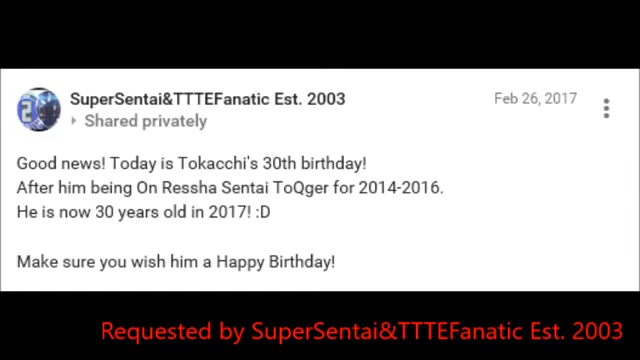 SuperSentai&TTTEFanatic Est. 2003
Feb 26, 2017
Shared privately
Good news! Today is Tokacchi's 30th birthday!
After him being On Ressha Sentai ToQger for 2014-2016.
He is now 30 years old in 2017! :D
Make sure you wish him a Happy Birthday!
Requested by SuperSentai&TTTEFanatic Est. 2003